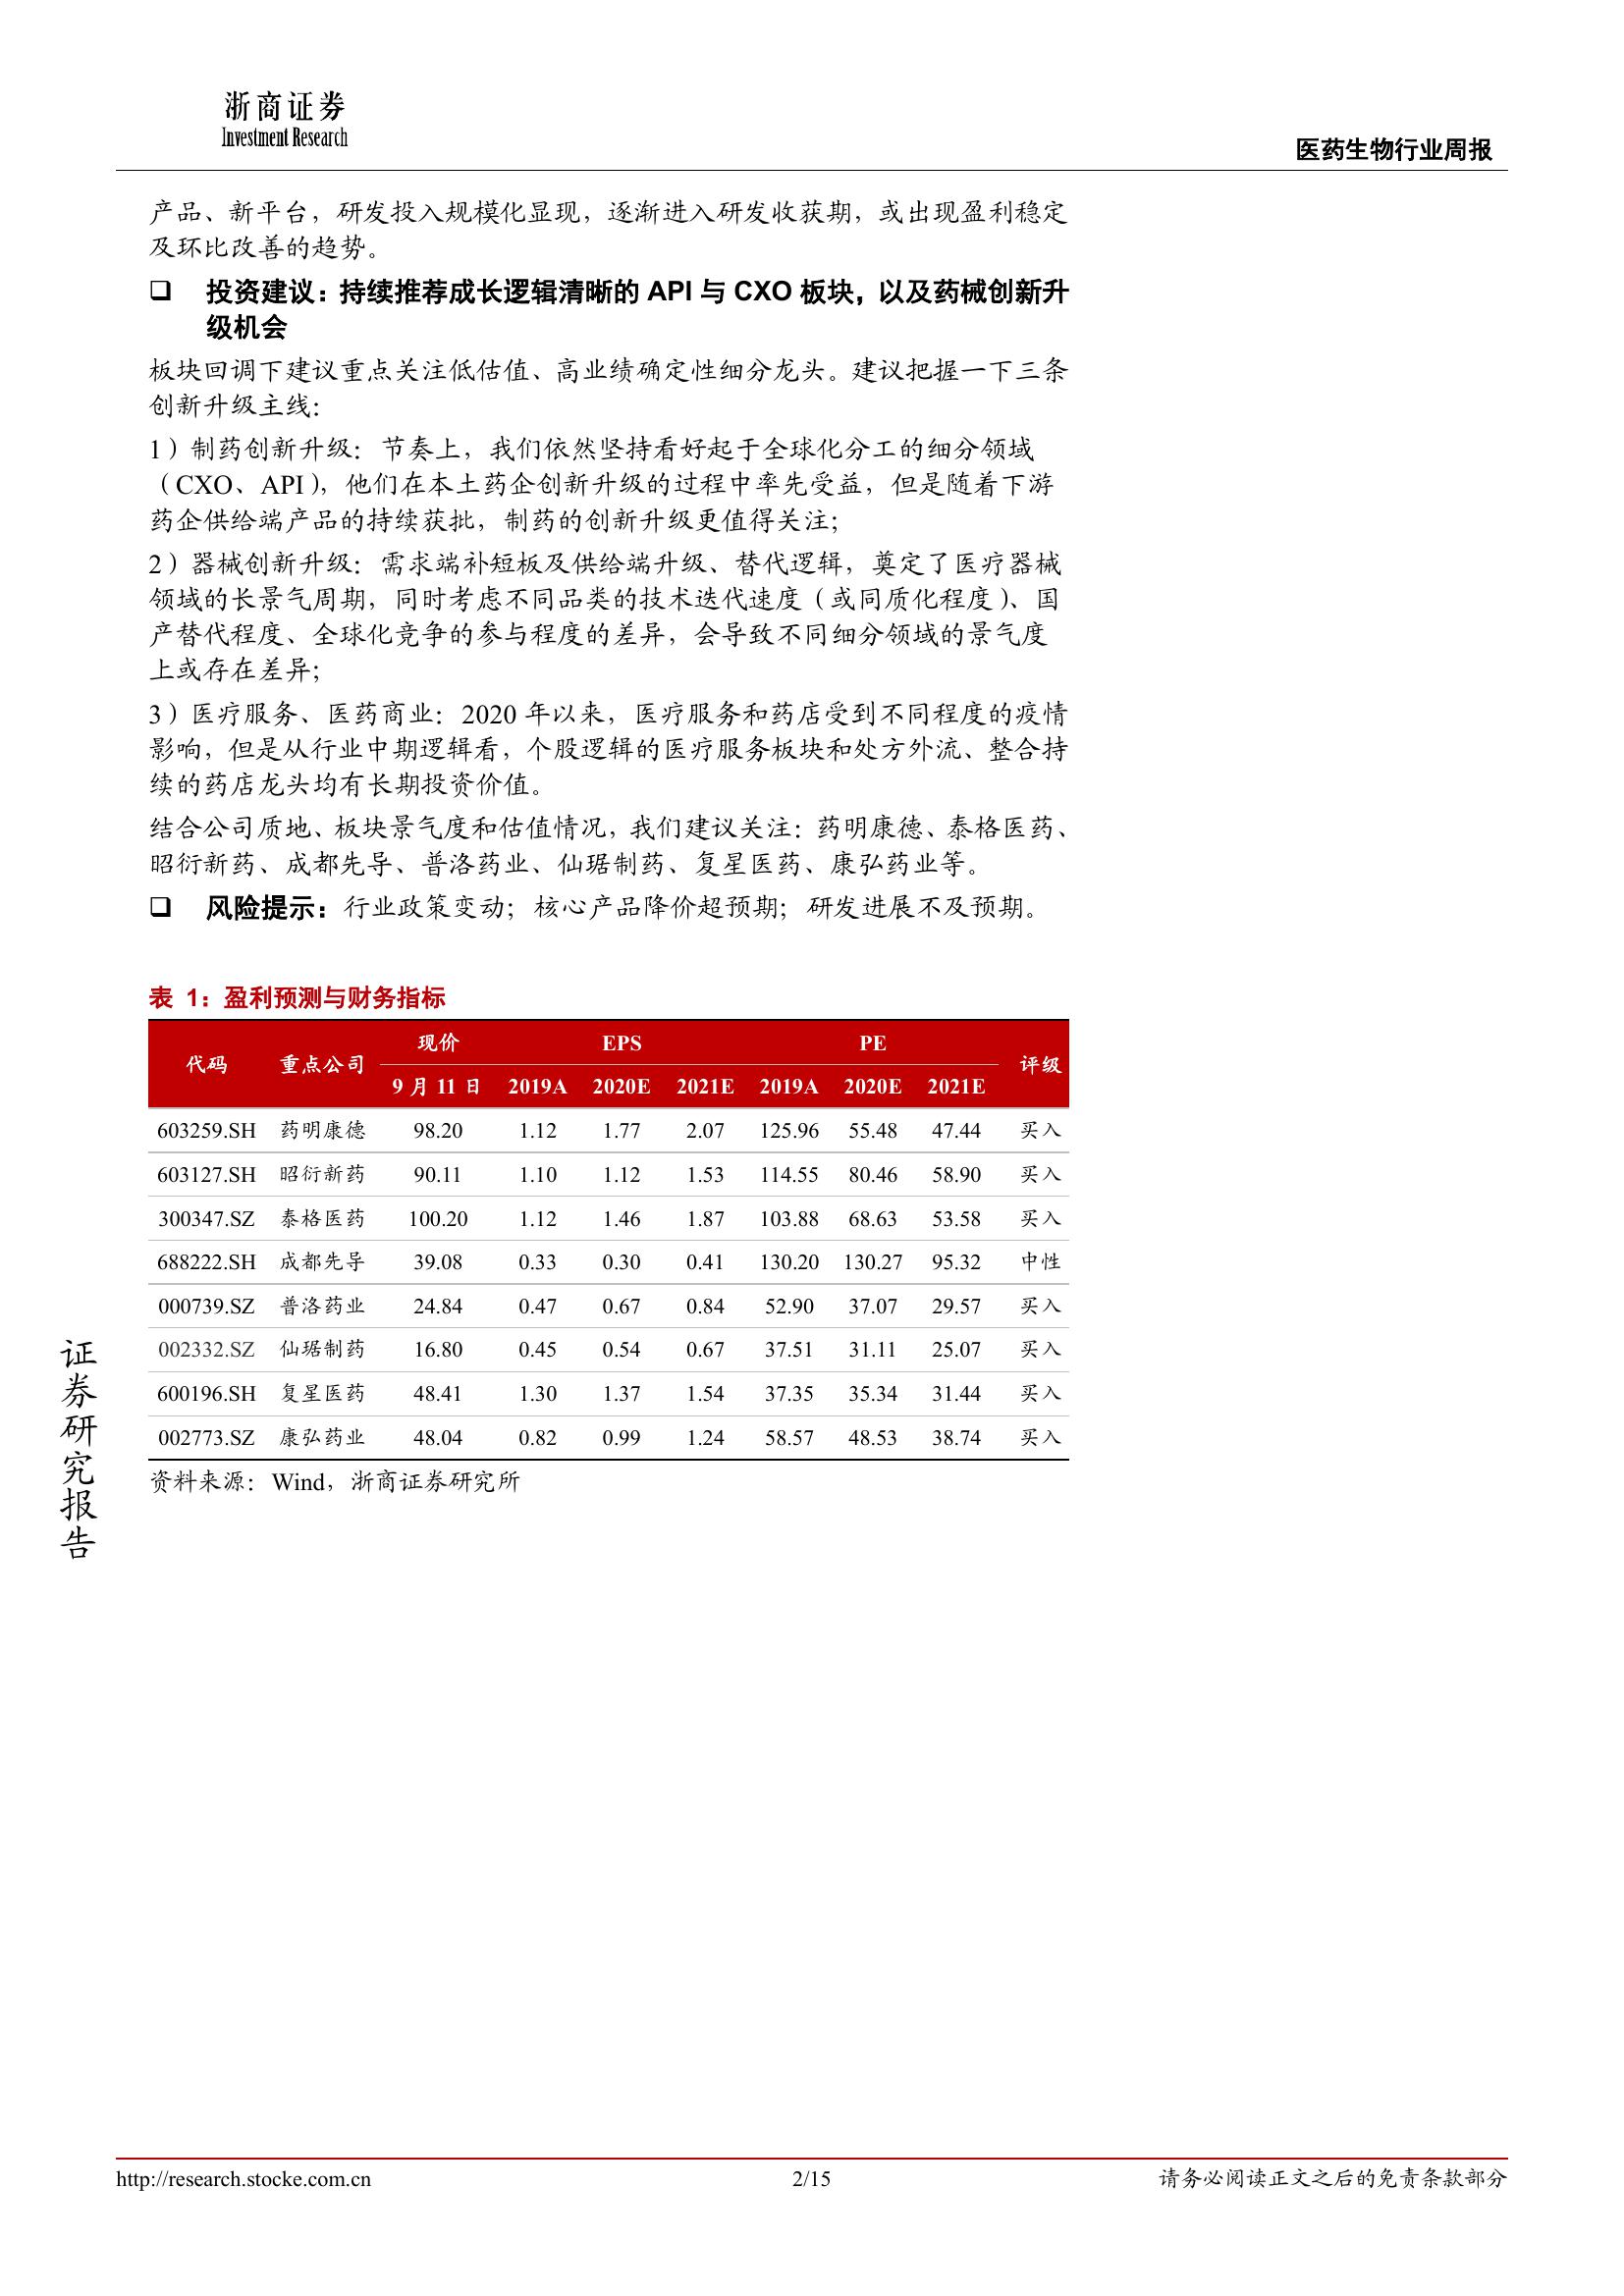 浙商证券
Investment Research
医药生物行业周报
产品、新平台，研发投入规模化显现，逐渐进入研发收获期，或出现盈利稳定
及环比改善的趋势。
❑ 投资建议：持续推荐成长逻辑清晰的 API 与 CXO 板块，以及药械创新升
级机会
板块回调下建议重点关注低估值、高业绩确定性细分龙头。建议把握一下三条
创新升级主线：
1）制药创新升级：节奏上，我们依然坚持看好起于全球化分工的细分领域
（CXO、API），他们在本土药企创新升级的过程中率先受益，但是随着下游
药企供给端产品的持续获批，制药的创新升级更值得关注；
2）器械创新升级：需求端补短板及供给端升级、替代逻辑，奠定了医疗器械
领域的长景气周期，同时考虑不同品类的技术迭代速度（或同质化程度）、国
产替代程度、全球化竞争的参与程度的差异，会导致不同细分领域的景气度
上或存在差异；
3）医疗服务、医药商业：2020 年以来，医疗服务和药店受到不同程度的疫情
影响，但是从行业中期逻辑看，个股逻辑的医疗服务板块和处方外流、整合持
续的药店龙头均有长期投资价值。
结合公司质地、板块景气度和估值情况，我们建议关注：药明康德、泰格医药、
昭衍新药、成都先导、普洛药业、仙琚制药、复星医药、康弘药业等。
❑ 风险提示：行业政策变动；核心产品降价超预期；研发进展不及预期。
表 1：盈利预测与财务指标
代码 重点公司 现价 EPS PE 评级
9 月 11 日 2019A 2020E 2021E 2019A 2020E 2021E
603259.SH 药明康德 98.20 1.12 1.77 2.07 125.96 55.48 47.44 买入
603127.SH 昭衍新药 90.11 1.10 1.12 1.53 114.55 80.46 58.90 买入
300347.SZ 泰格医药 100.20 1.12 1.46 1.87 103.88 68.63 53.58 买入
688222.SH 成都先导 39.08 0.33 0.30 0.41 130.20 130.27 95.32 中性
000739.SZ 普洛药业 24.84 0.47 0.67 0.84 52.90 37.07 29.57 买入
002332.SZ 仙琚制药 16.80 0.45 0.54 0.67 37.51 31.11 25.07 买入
600196.SH 复星医药 48.41 1.30 1.37 1.54 37.35 35.34 31.44 买入
002773.SZ 康弘药业 48.04 0.82 0.99 1.24 58.57 48.53 38.74 买入
资料来源：Wind，浙商证券研究所
证券研究报告
http://research.stocke.com.cn 2/15 请务必阅读正文之后的免责条款部分